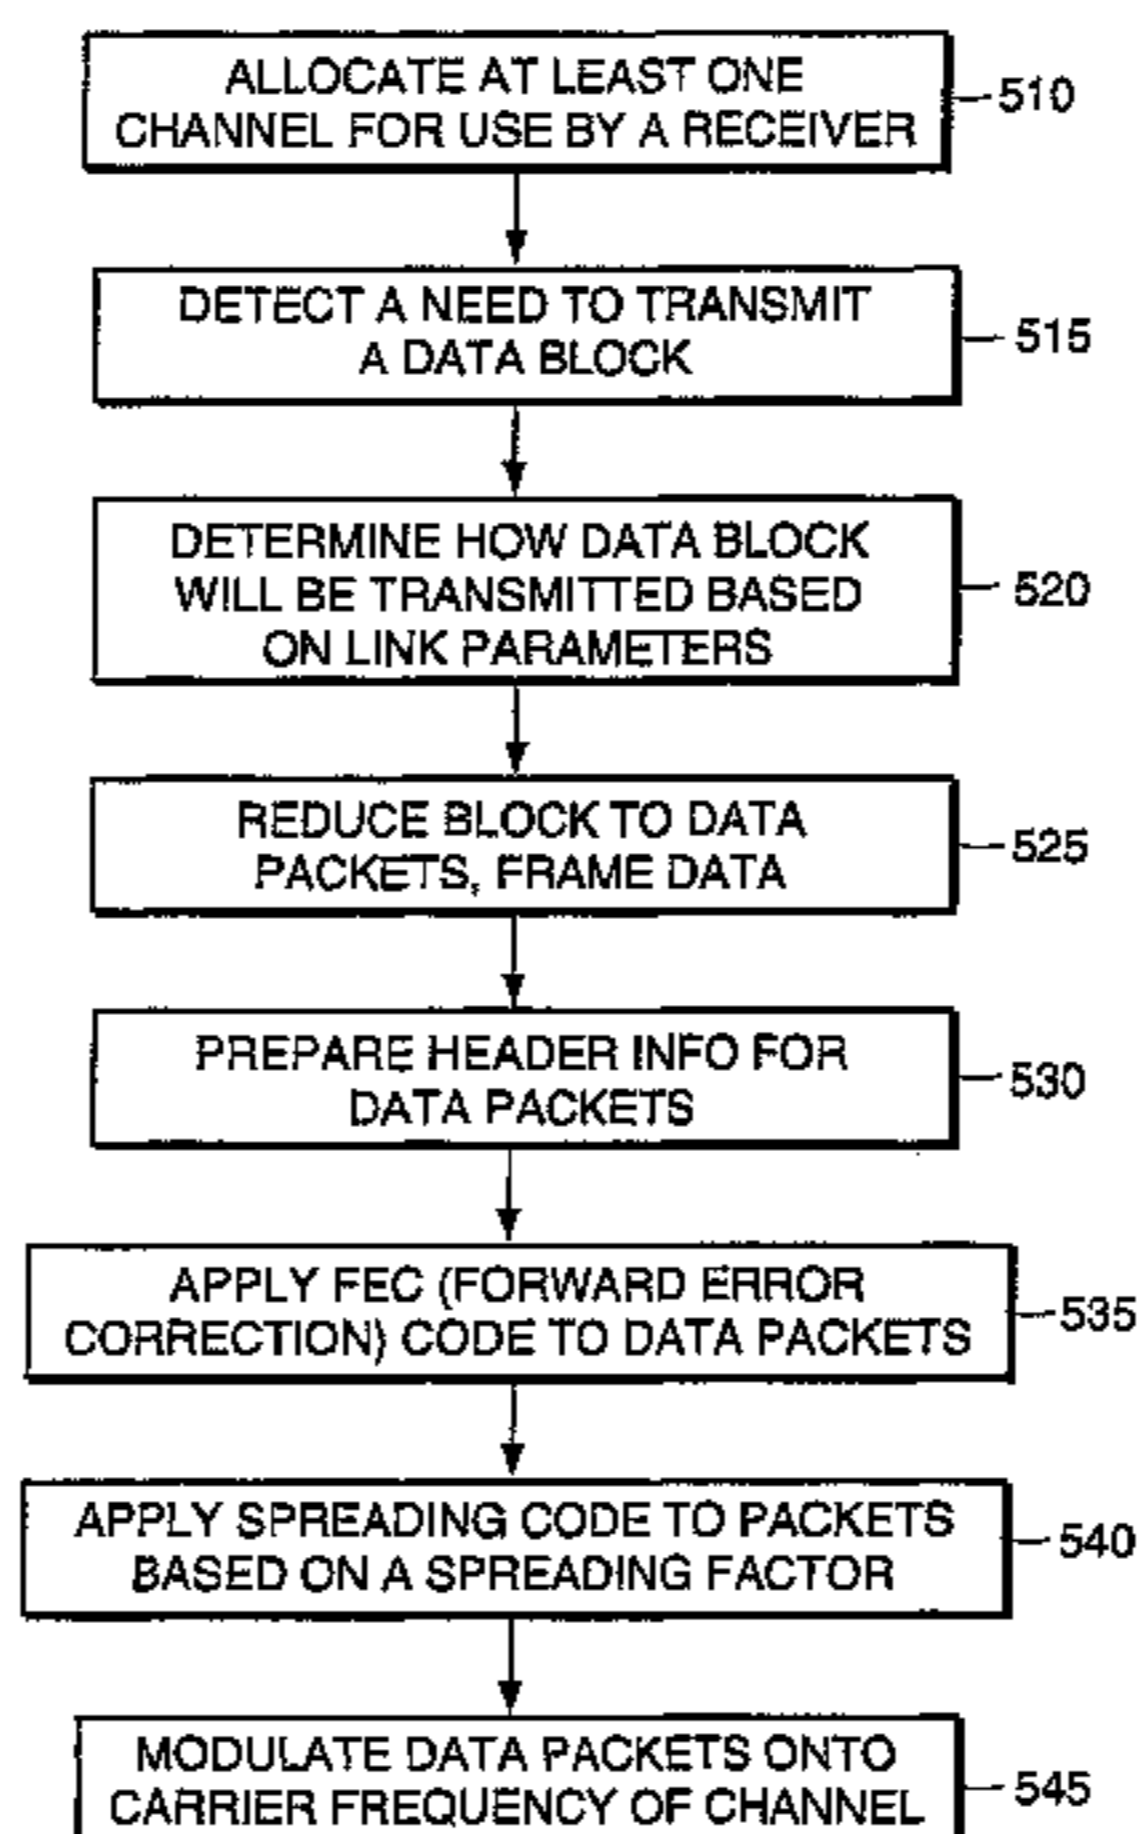 ALLOCATE AT LEAST ONE
CHANNEL FOR USE BY A RECEIVER
510
DETECT A NEED TO TRANSMIT
A DATA BLOCK
515
DETERMINE HOW DATA BLOCK
WILL BE TRANSMITTED BASED
ON LINK PARAMETERS
520
REDUCE BLOCK TO DATA
PACKETS, FRAME DATA
525
PREPARE HEADER INFO FOR
DATA PACKETS
530
APPLY FEC (FORWARD ERROR
CORRECTION) CODE TO DATA PACKETS
535
APPLY SPREADING CODE TO PACKETS
BASED ON A SPREADING FACTOR
540
MODULATE DATA PACKETS ONTO
CARRIER FREQUENCY OF CHANNEL
545